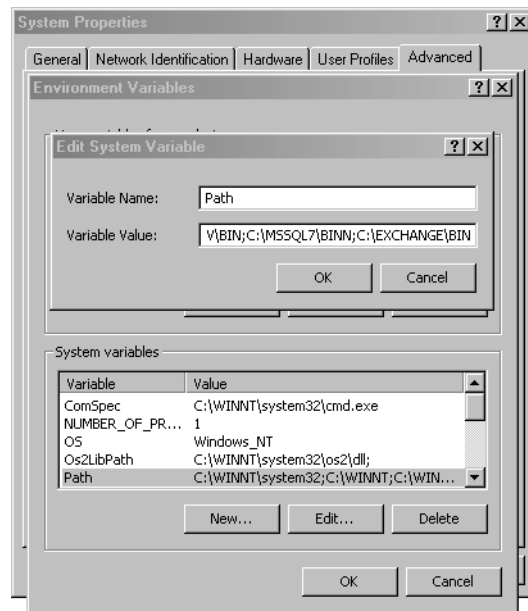 System Properties
General Network Identification Hardware User Profiles Advanced
Environment Variables
Edit System Variable
Variable Name: Path
Variable Value: V\BIN;C:\MSSQL7\BINN;C:\EXCHANGE\BIN
OK Cancel
System variables
Variable Value
ComSpec C:\WINNT\system32\cmd.exe
NUMBER_OF_PR... 1
OS Windows_NT
Os2LibPath C:\WINNT\system32\os2\dll;
Path C:\WINNT\system32;C:\WINNT;C:\WIN...
New... Edit... Delete
OK Cancel